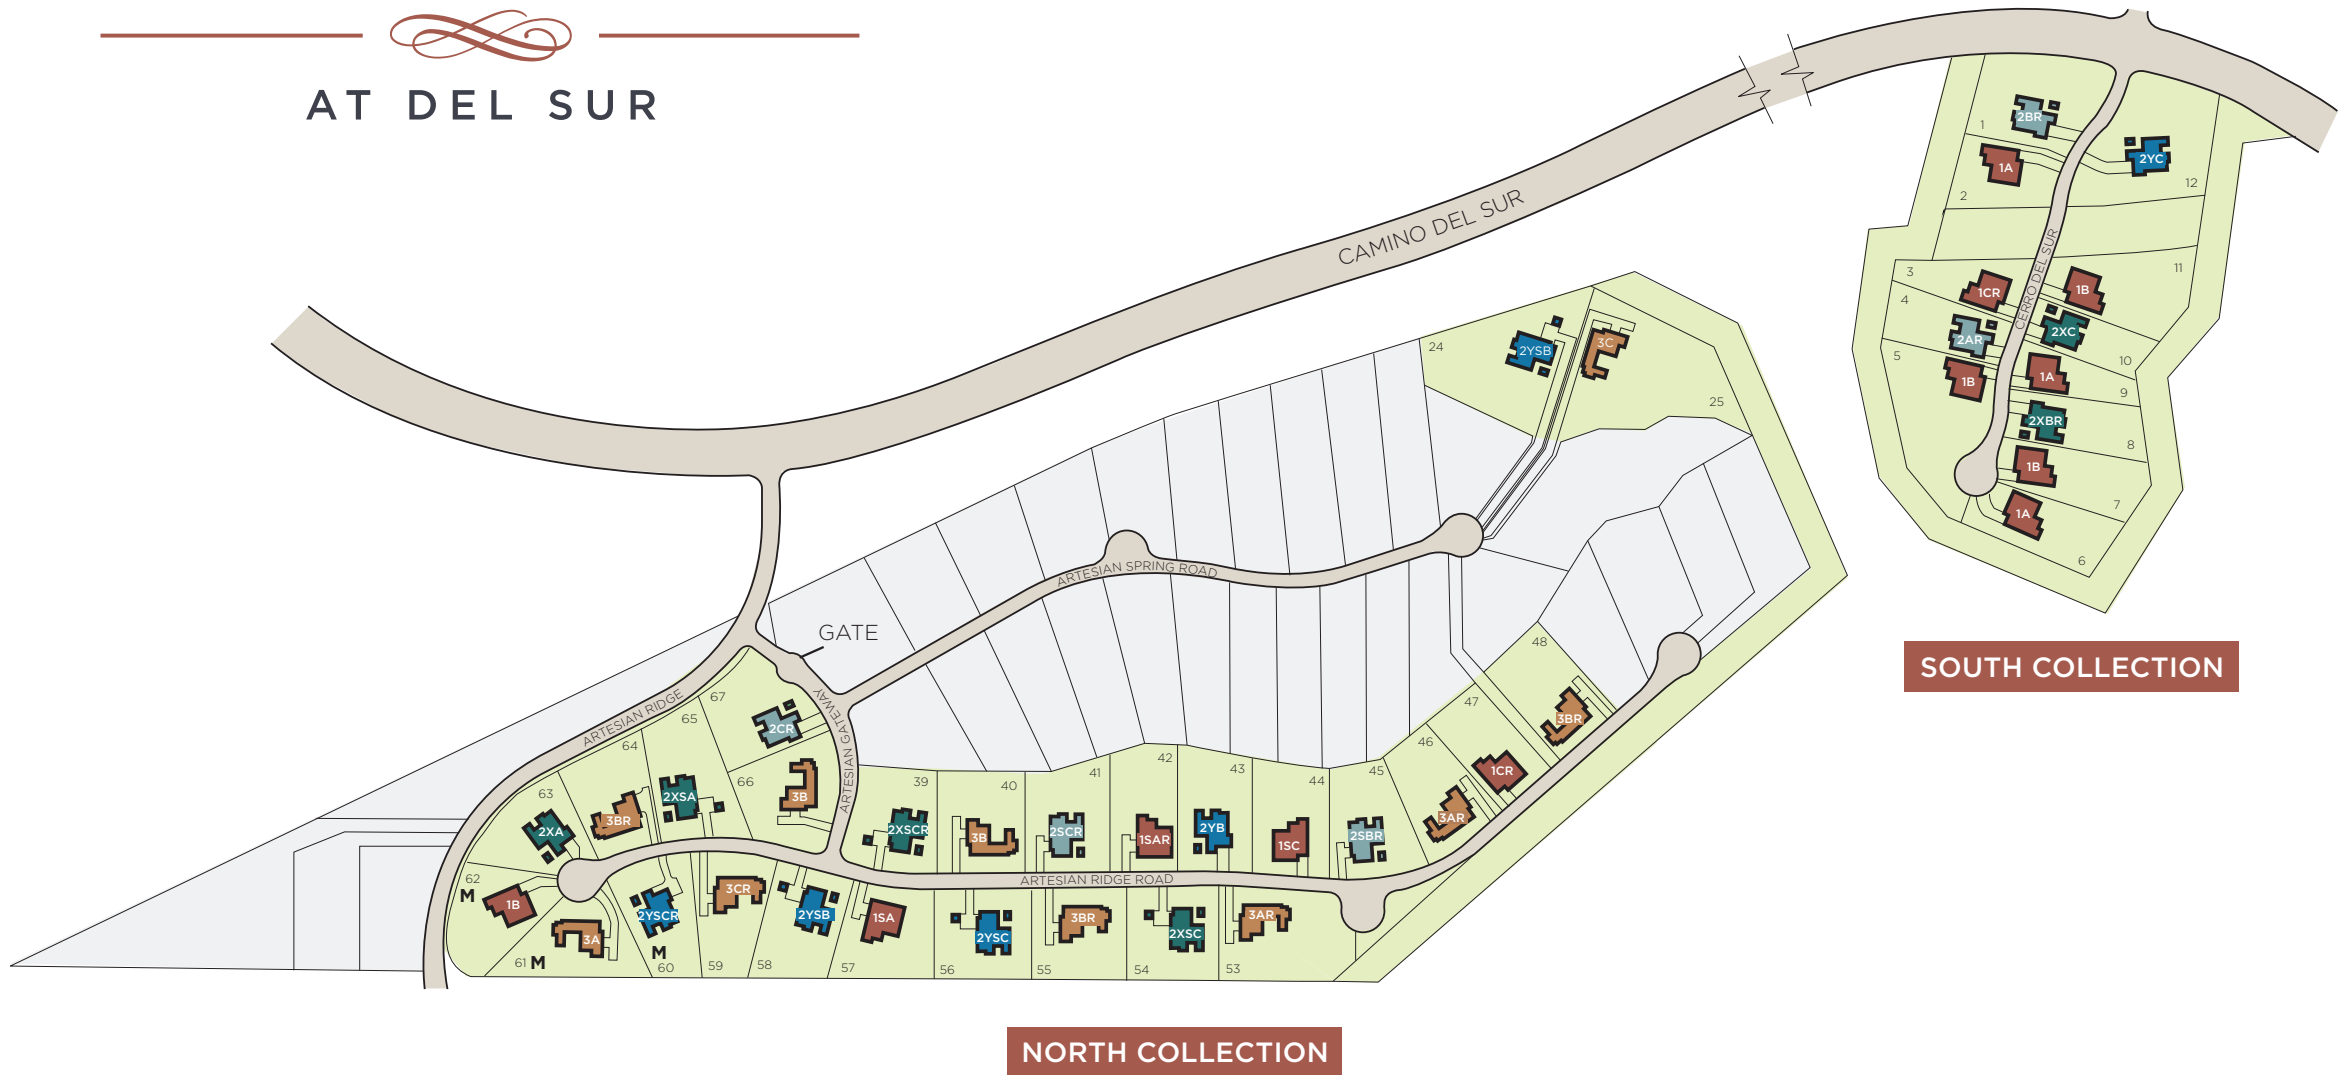 AT DEL SUR
CAMINO DEL SUR
1
2BR
2YC
1A
12
2
CERRO DEL SUR
11
3
1CR
1B
4
2XC
2AR
5
10
1B
1A
9
2XBR
8
1B
7
1A
6
SOUTH COLLECTION
24
2YSB
3C
25
ARTESIAN SPRING ROAD
GATE
ARTESIAN RIDGE
ARTESIAN GATEWAY
67
65
64
2CR
66
63
2XSA
3B
3BR
2XA
62
M
1B
3A
61
M
2YSCR
M
60
3CR
59
2YSB
58
1SA
57
39
2XSCR
40
3B
41
2SCR
42
1SAR
43
2YB
44
1SC
45
2SBR
46
3AR
47
1CR
48
3BR
ARTESIAN RIDGE ROAD
2YSC
56
3BR
55
2XSC
54
3AR
53
NORTH COLLECTION